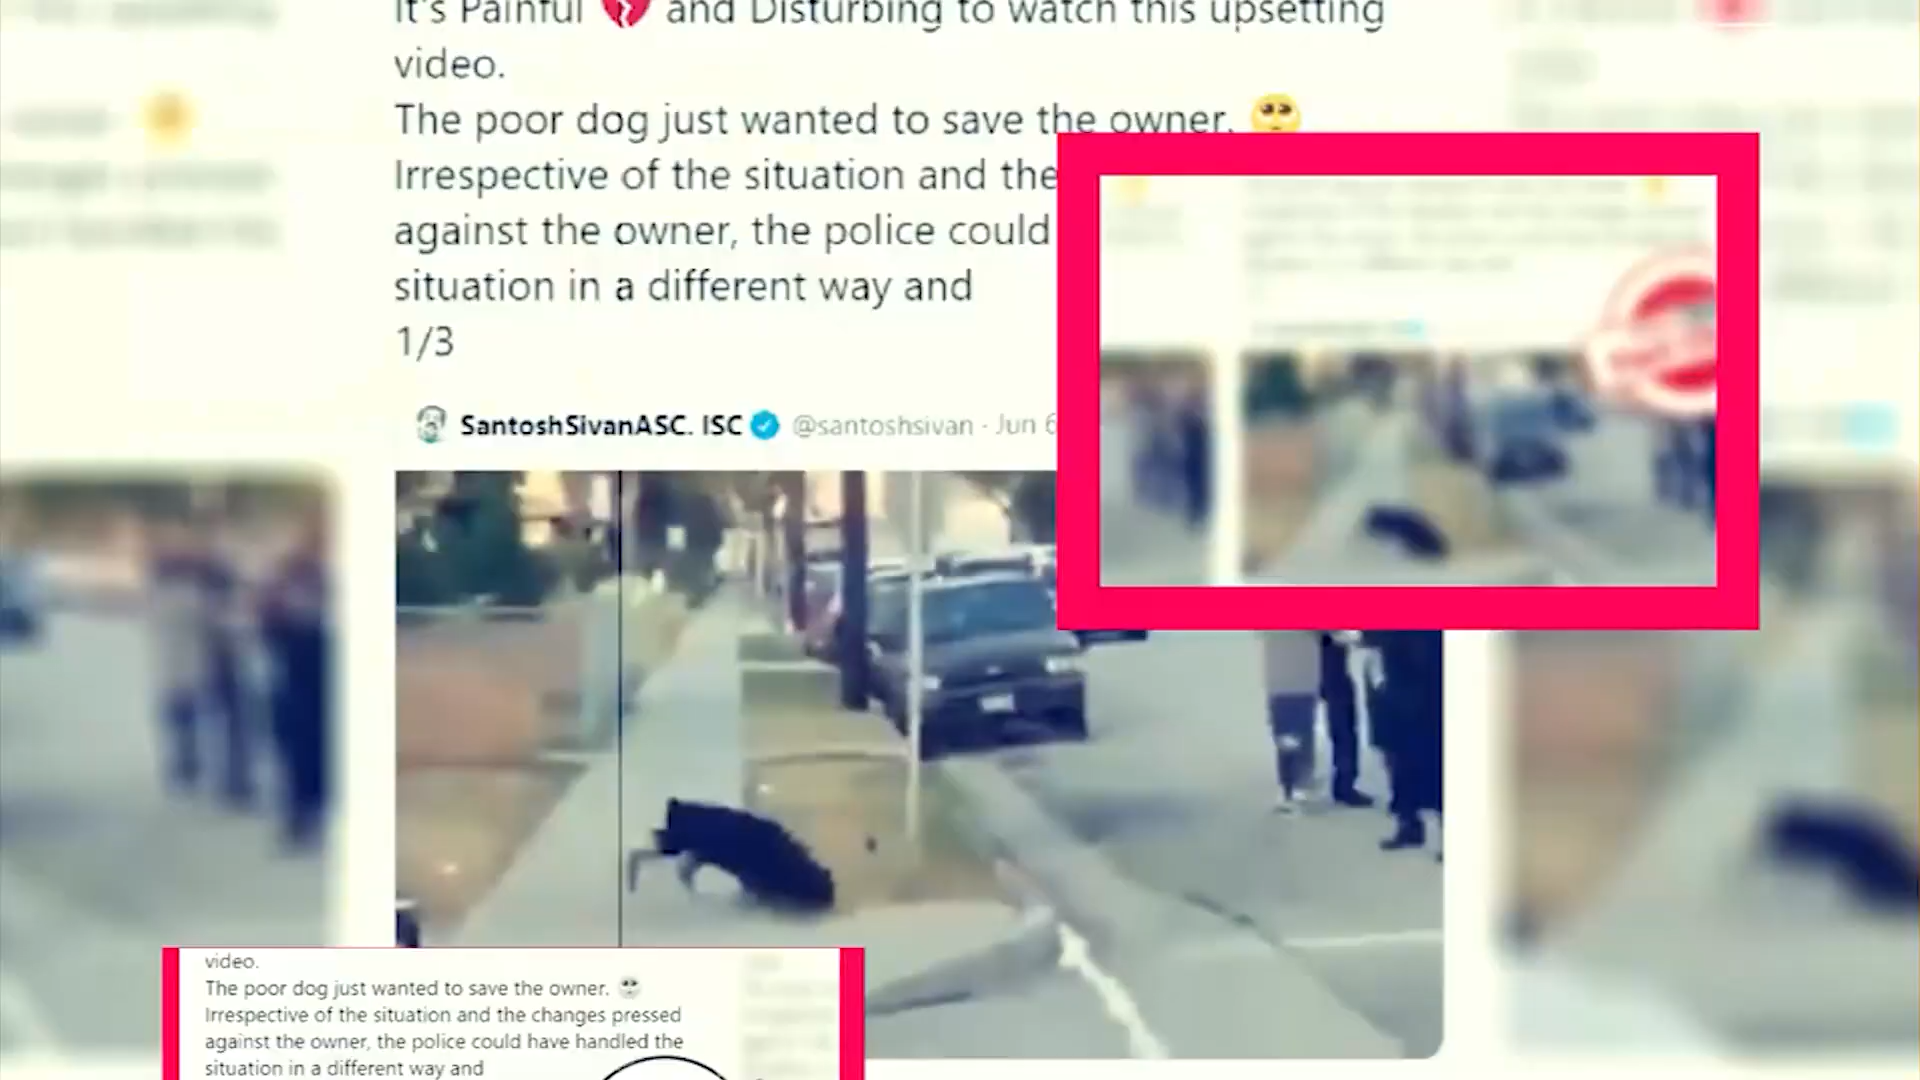 It's Painful 💔 and Disturbing to watch this upsetting
video.
The poor dog just wanted to save the owner. 🥺
Irrespective of the situation and the
against the owner, the police could
situation in a different way and
1/3
SantoshSivanASC. ISC @santoshsivan · Jun 6
video.
The poor dog just wanted to save the owner. 🥺
Irrespective of the situation and the changes pressed
against the owner, the police could have handled the
situation in a different way and